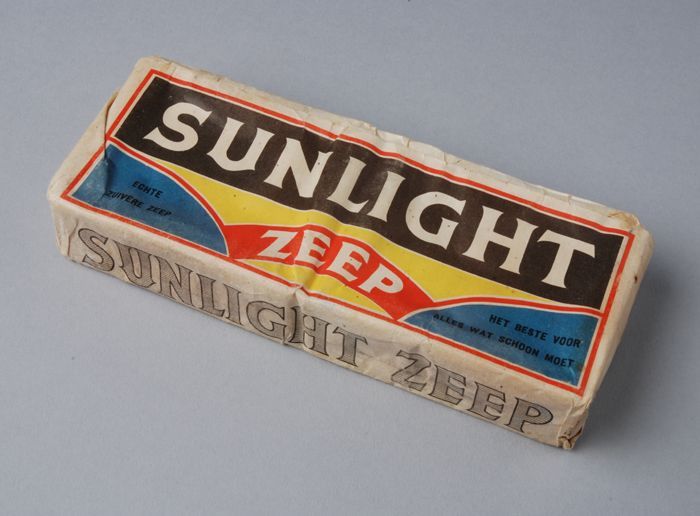 SUNLIGHT
ZEEP
ECHTE
ZUIVERE ZEEP
HET BESTE VOOR
ALLES WAT SCHOON MOET
SUNLIGHT ZEEP